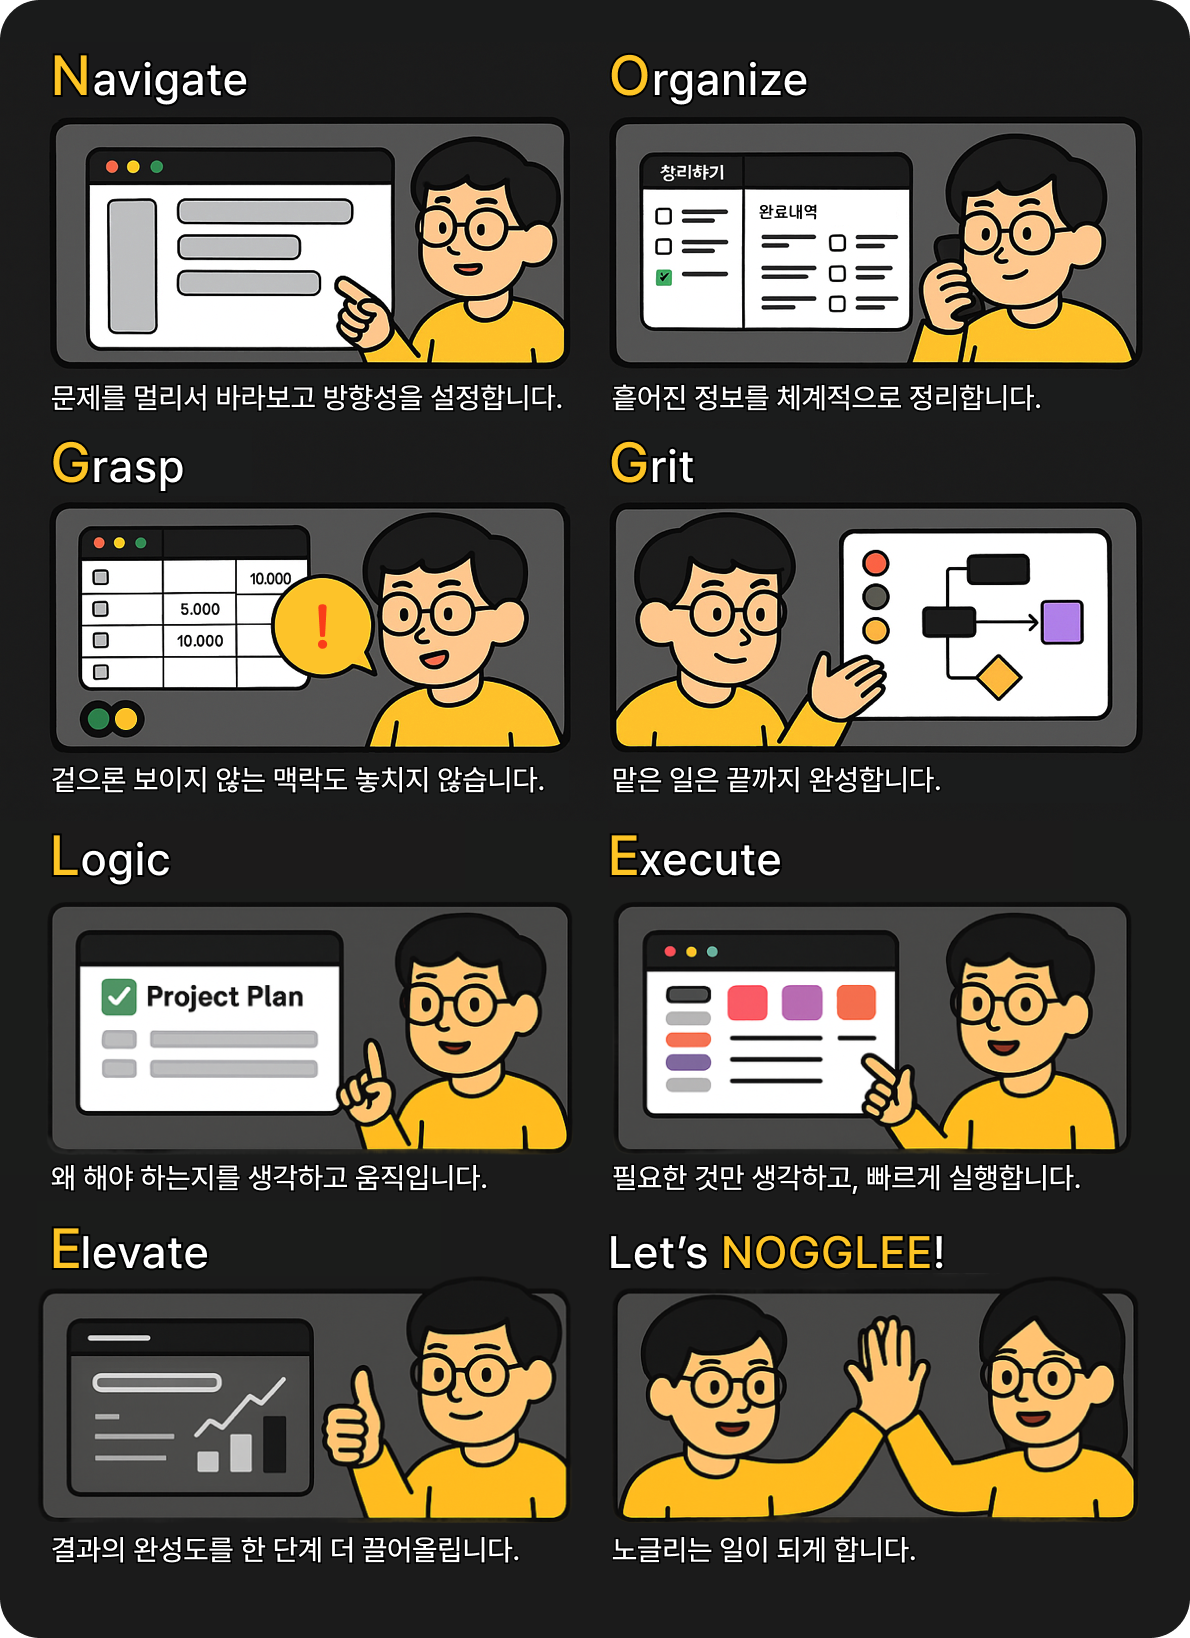 Navigate
Organize
창리햑기
완료내역
문제를 멀리서 바라보고 방향성을 설정합니다.
흩어진 정보를 체계적으로 정리합니다.
Grasp
Grit
10.000
5.000
10.000
!
겉으론 보이지 않는 맥락도 놓치지 않습니다.
맡은 일은 끝까지 완성합니다.
Logic
Execute
Project Plan
왜 해야 하는지를 생각하고 움직입니다.
필요한 것만 생각하고, 빠르게 실행합니다.
Elevate
Let's NOGGLEE!
결과의 완성도를 한 단계 더 끌어올립니다.
노글리는 일이 되게 합니다.